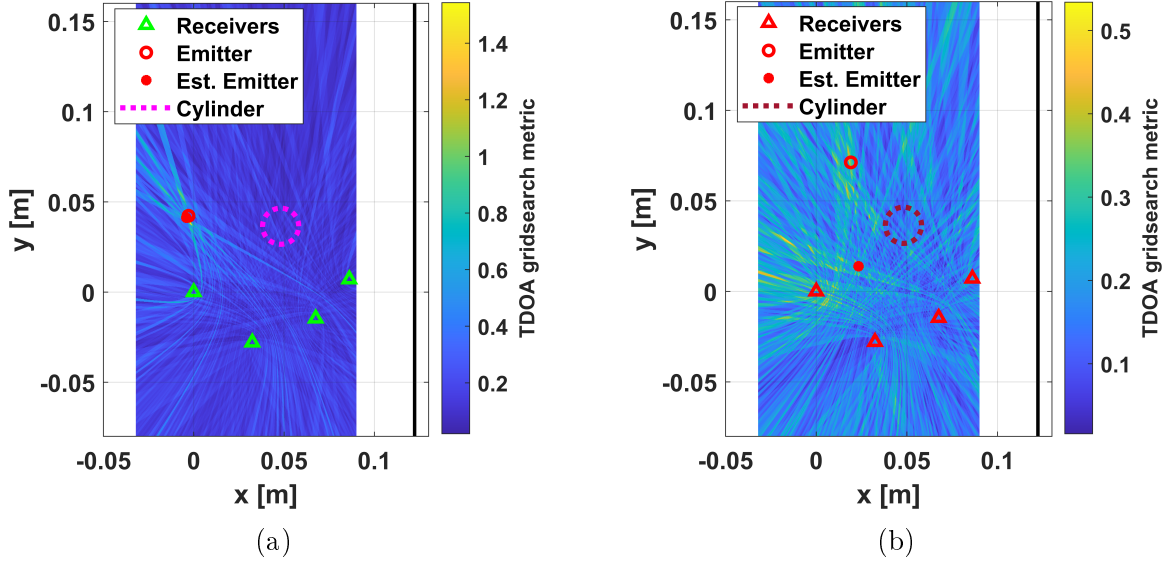 0.15
0.1
0.05
0
-0.05
y [m]
Receivers
Emitter
Est. Emitter
Cylinder
-0.05
0
0.05
0.1
x [m]
1.4
1.2
1
0.8
0.6
0.4
0.2
TDOA gridsearch metric
(a)
0.15
0.1
0.05
0
-0.05
y [m]
Receivers
Emitter
Est. Emitter
Cylinder
-0.05
0
0.05
0.1
x [m]
0.5
0.4
0.3
0.2
0.1
TDOA gridsearch metric
(b)